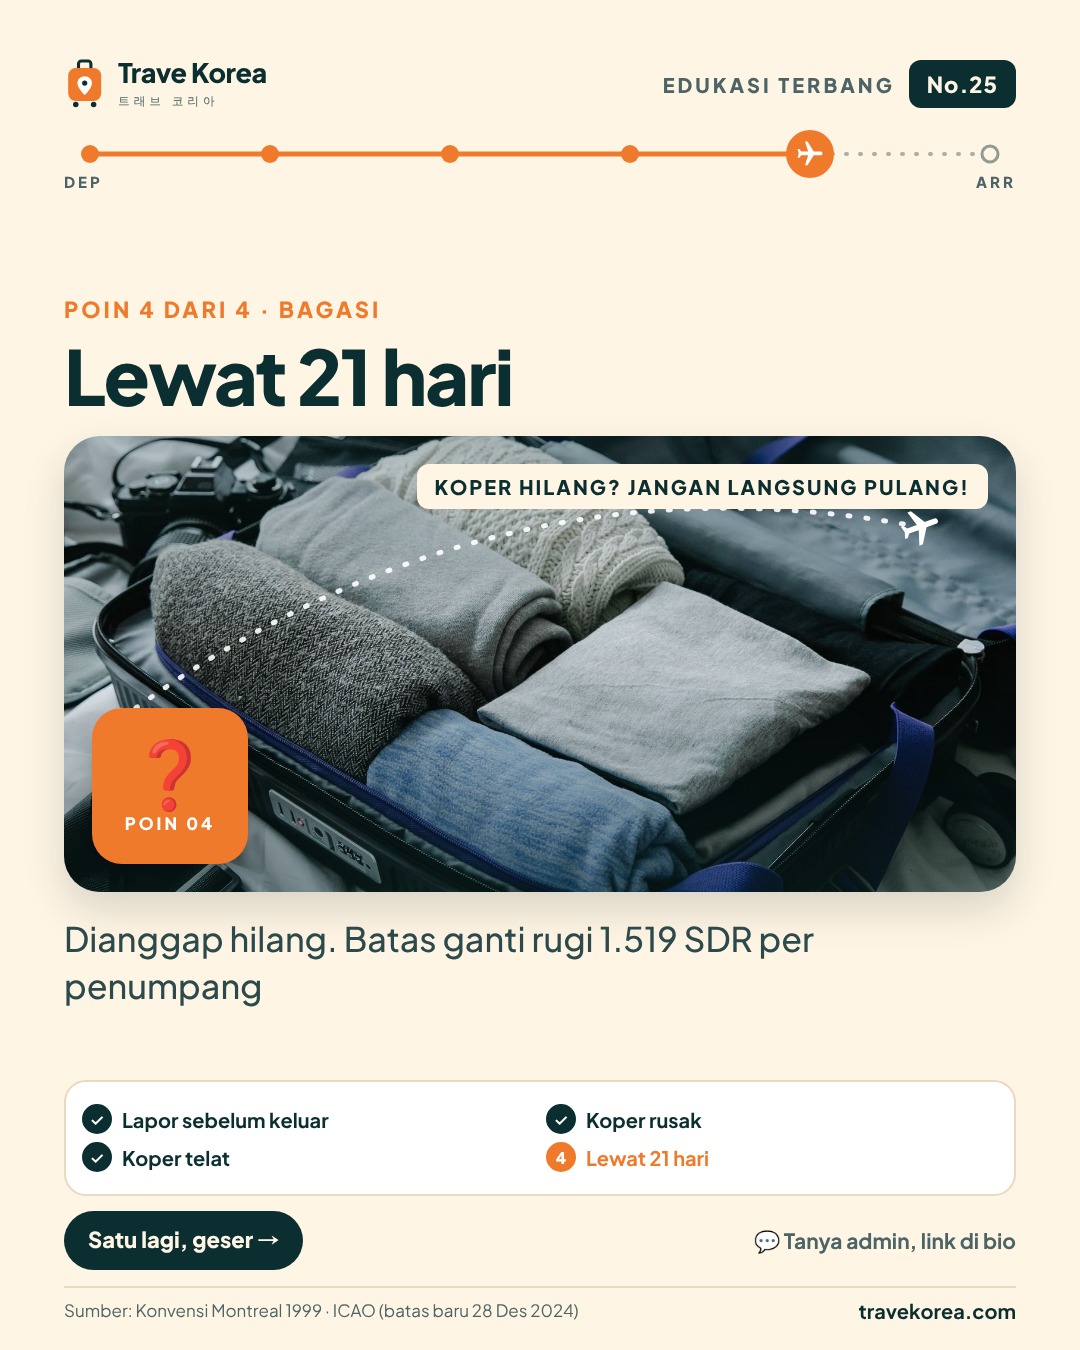 Trave Korea
트래브 코리아
EDUKASI TERBANG
No.25
DEP
ARR
POIN 4 DARI 4 · BAGASI
Lewat 21 hari
KOPER HILANG? JANGAN LANGSUNG PULANG!
❓
POIN 04
Dianggap hilang. Batas ganti rugi 1.519 SDR per
penumpang
Lapor sebelum keluar
Koper rusak
Koper telat
4 Lewat 21 hari
Satu lagi, geser →
💬 Tanya admin, link di bio
Sumber: Konvensi Montreal 1999 · ICAO (batas baru 28 Des 2024)
travekorea.com